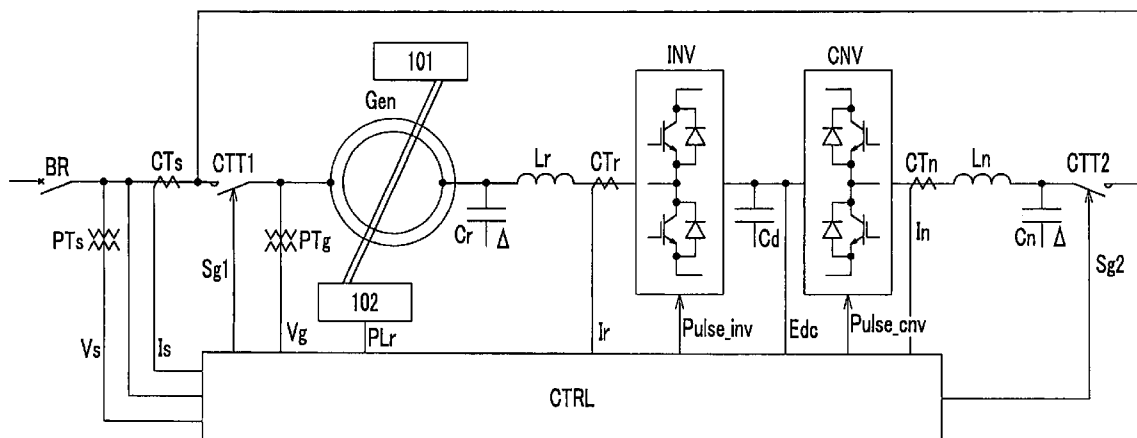 101
INV
CNV
Gen
BR
CTs
CTT1
Lr
CTr
CTn
Ln
CTT2
PTs
PTg
Cr
Δ
Cd
Cn
Δ
In
Sg1
Sg2
102
Vs
Is
Vg
PLr
Ir
Pulse_inv
Edc
Pulse_cnv
CTRL